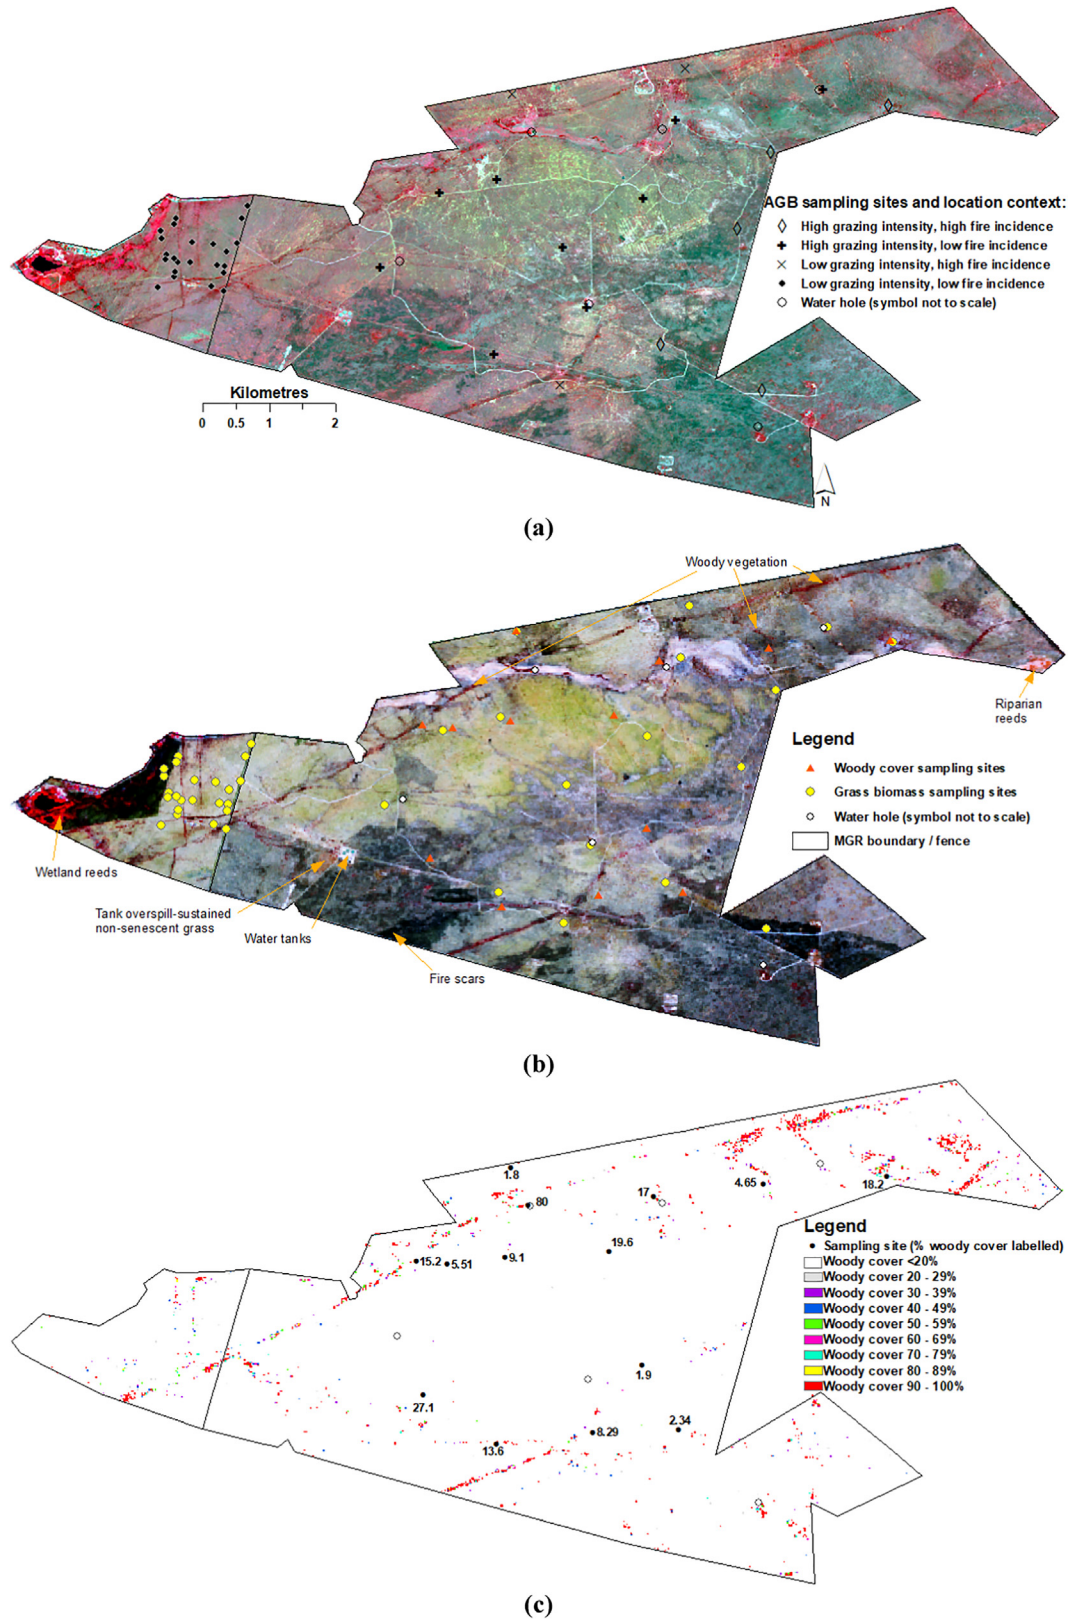 AGB sampling sites and location context:
High grazing intensity, high fire incidence
High grazing intensity, low fire incidence
Low grazing intensity, high fire incidence
Low grazing intensity, low fire incidence
Water hole (symbol not to scale)
Kilometres
0 0.5 1 2
N
(a)
Woody vegetation
Riparian
reeds
Legend
Woody cover sampling sites
Grass biomass sampling sites
Water hole (symbol not to scale)
MGR boundary / fence
Wetland reeds
Tank overspill-sustained
non-senescent grass
Water tanks
Fire scars
(b)
1.8
80
17
4.65
18.2
15.2
5.51
9.1
19.6
Legend
Sampling site (% woody cover labelled)
Woody cover <20%
Woody cover 20 - 29%
Woody cover 30 - 39%
Woody cover 40 - 49%
Woody cover 50 - 59%
Woody cover 60 - 69%
Woody cover 70 - 79%
Woody cover 80 - 89%
Woody cover 90 - 100%
1.9
27.1
8.29
2.34
13.6
(c)